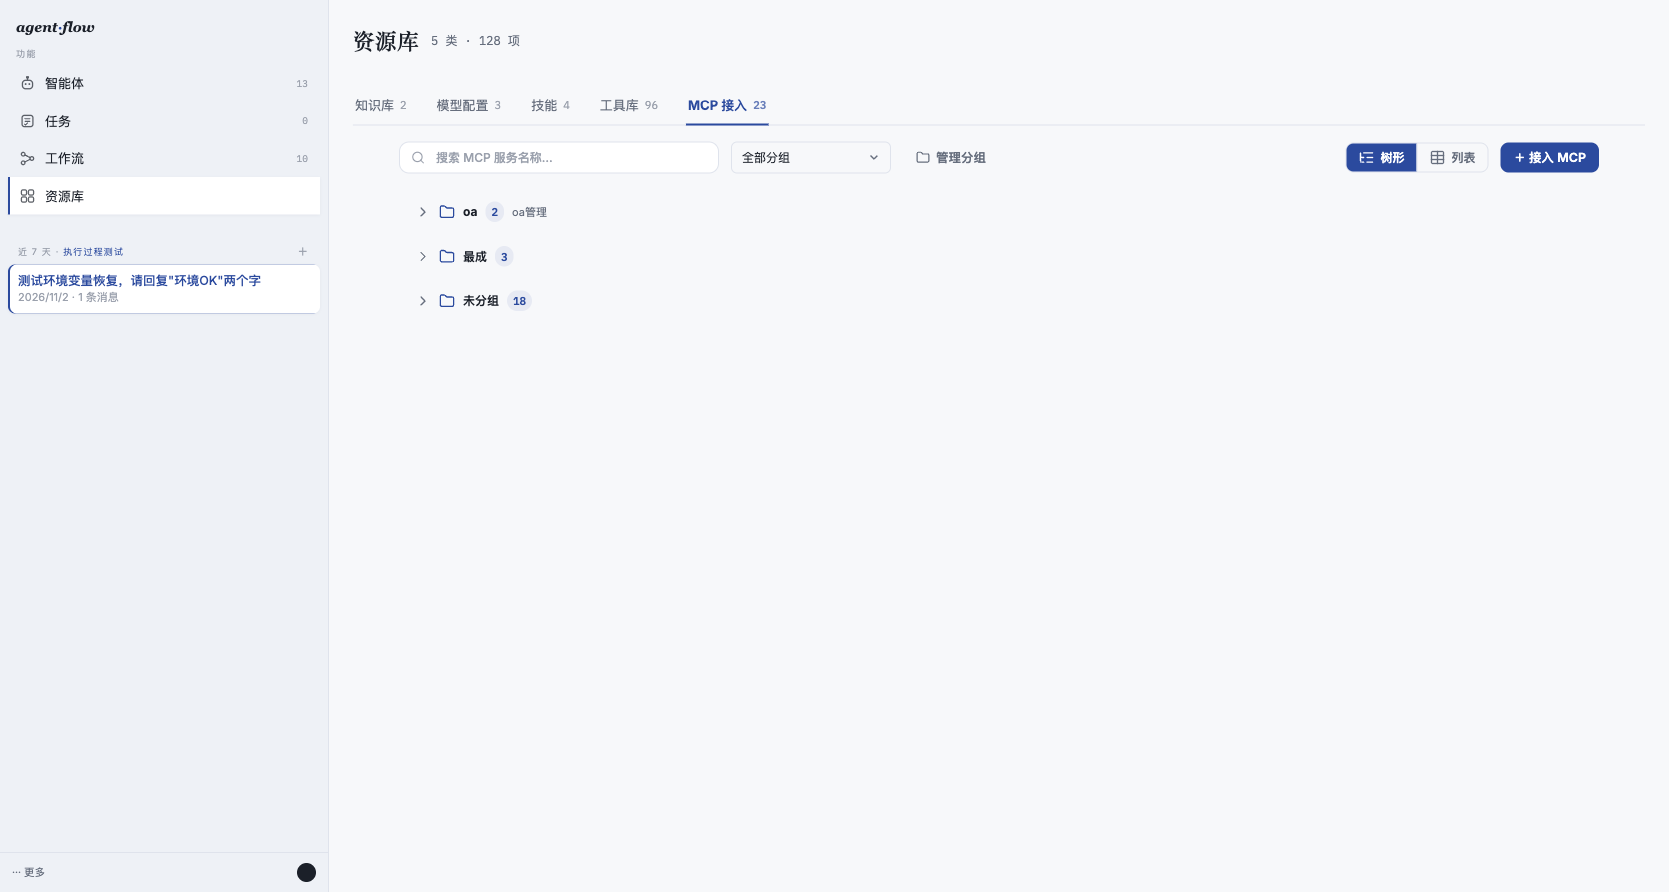 agent·flow
功能
智能体 13
任务 0
工作流 10
资源库
近 7 天 · 执行过程测试 +
测试环境变量恢复，请回复"环境OK"两个字
2026/11/2 · 1 条消息
··· 更多
资源库 5 类 · 128 项
知识库 2 模型配置 3 技能 4 工具库 96 MCP 接入 23
搜索 MCP 服务名称... 全部分组 管理分组 树形 列表 + 接入 MCP
oa 2 oa管理
最成 3
未分组 18